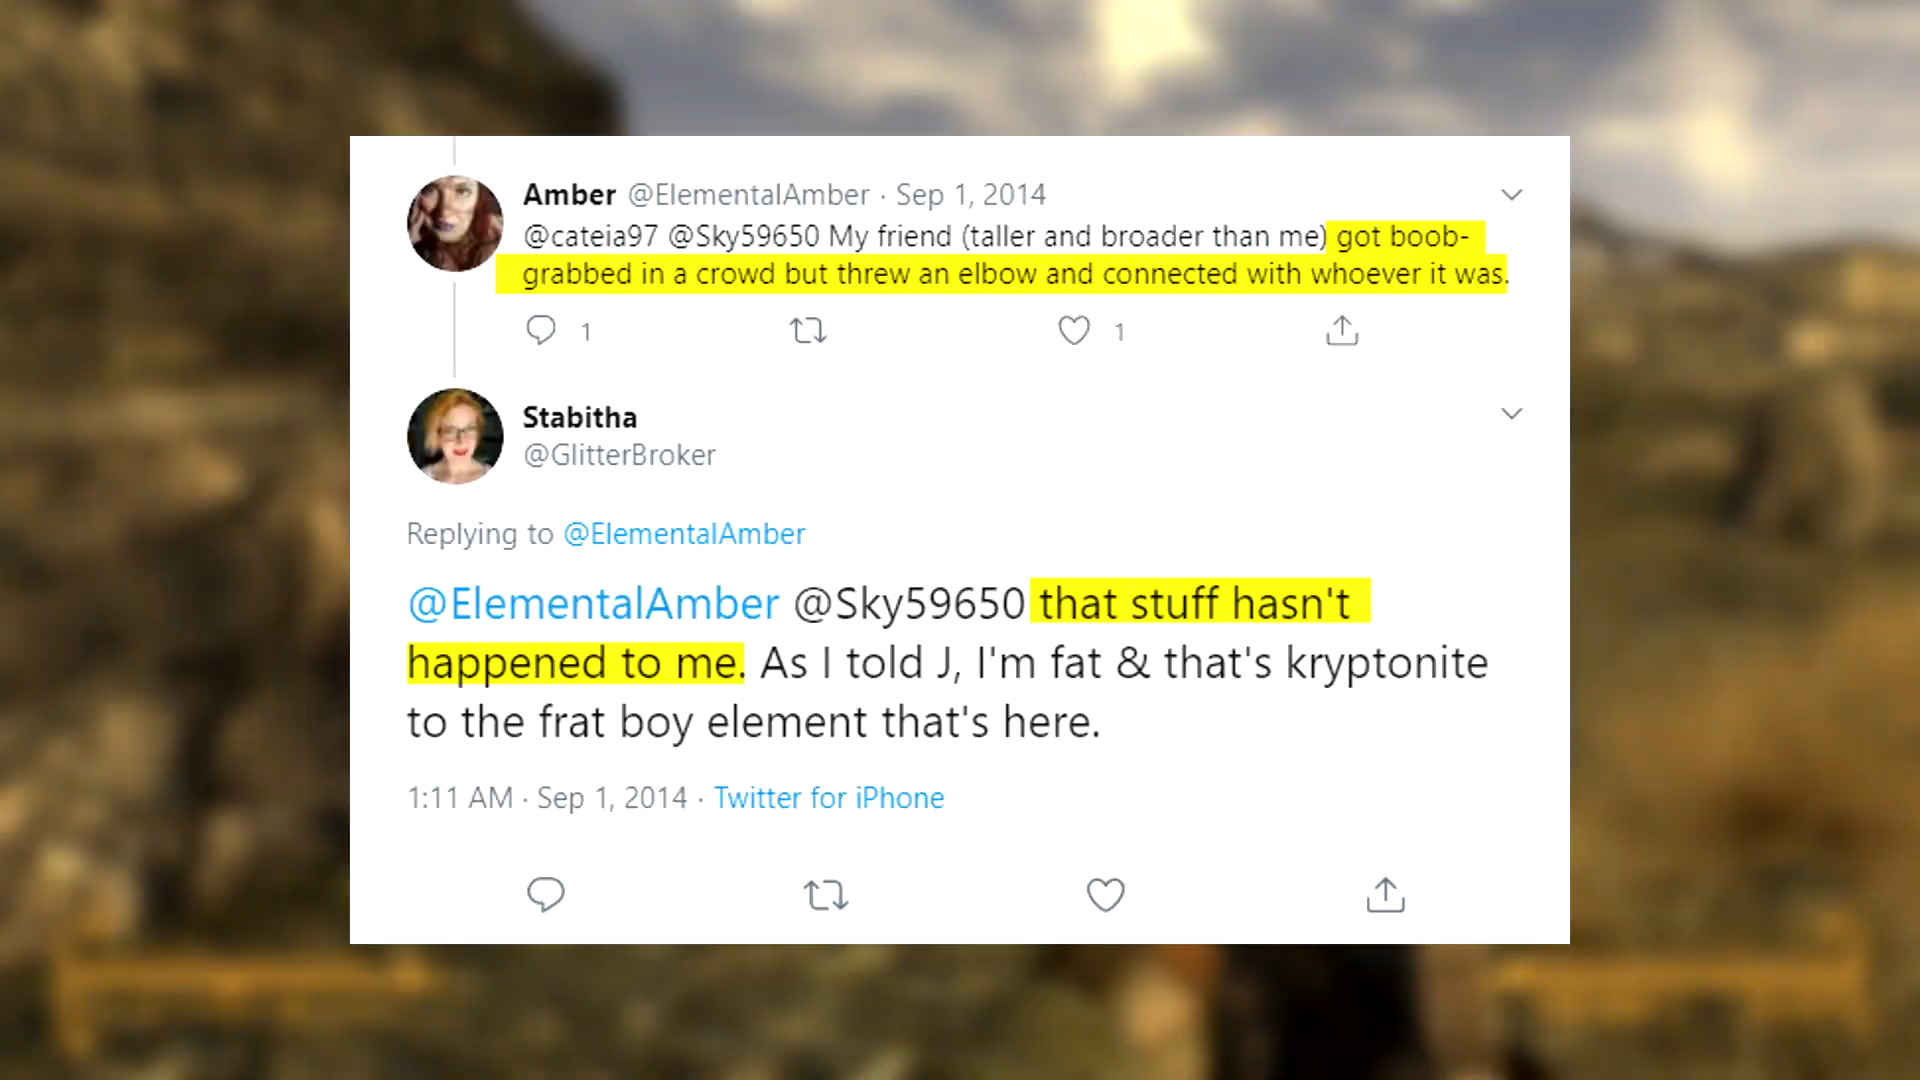 Amber @ElementalAmber · Sep 1, 2014
@cateia97 @Sky59650 My friend (taller and broader than me) got boob-
grabbed in a crowd but threw an elbow and connected with whoever it was.
1 1
Stabitha
@GlitterBroker
Replying to @ElementalAmber
@ElementalAmber @Sky59650 that stuff hasn't
happened to me. As I told J, I'm fat & that's kryptonite
to the frat boy element that's here.
1:11 AM · Sep 1, 2014 · Twitter for iPhone